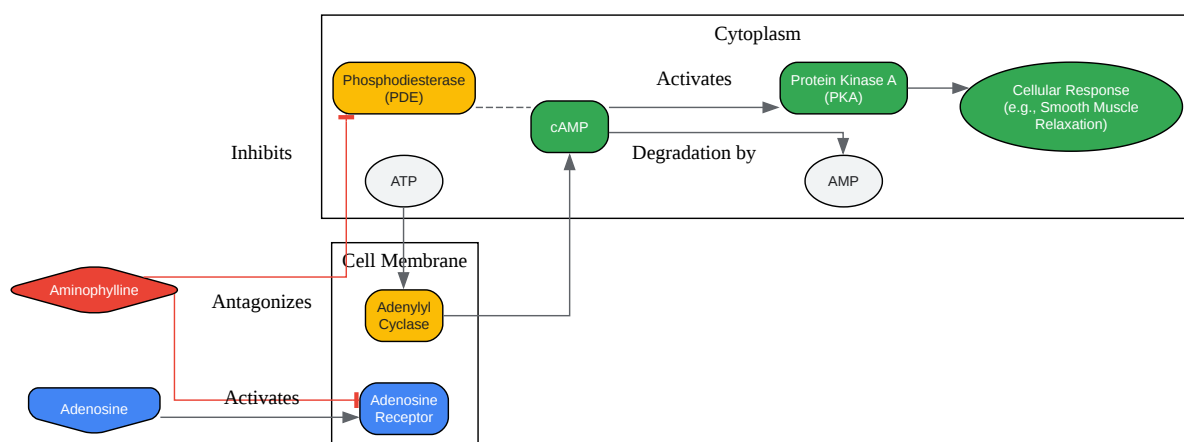 Cytoplasm
Phosphodiesterase
(PDE)
Activates
Protein Kinase A
(PKA)
Cellular Response
(e.g., Smooth Muscle
Relaxation)
cAMP
Inhibits
Degradation by
ATP
AMP
Cell Membrane
Aminophylline
Antagonizes
Adenylyl
Cyclase
Activates
Adenosine
Adenosine
Receptor